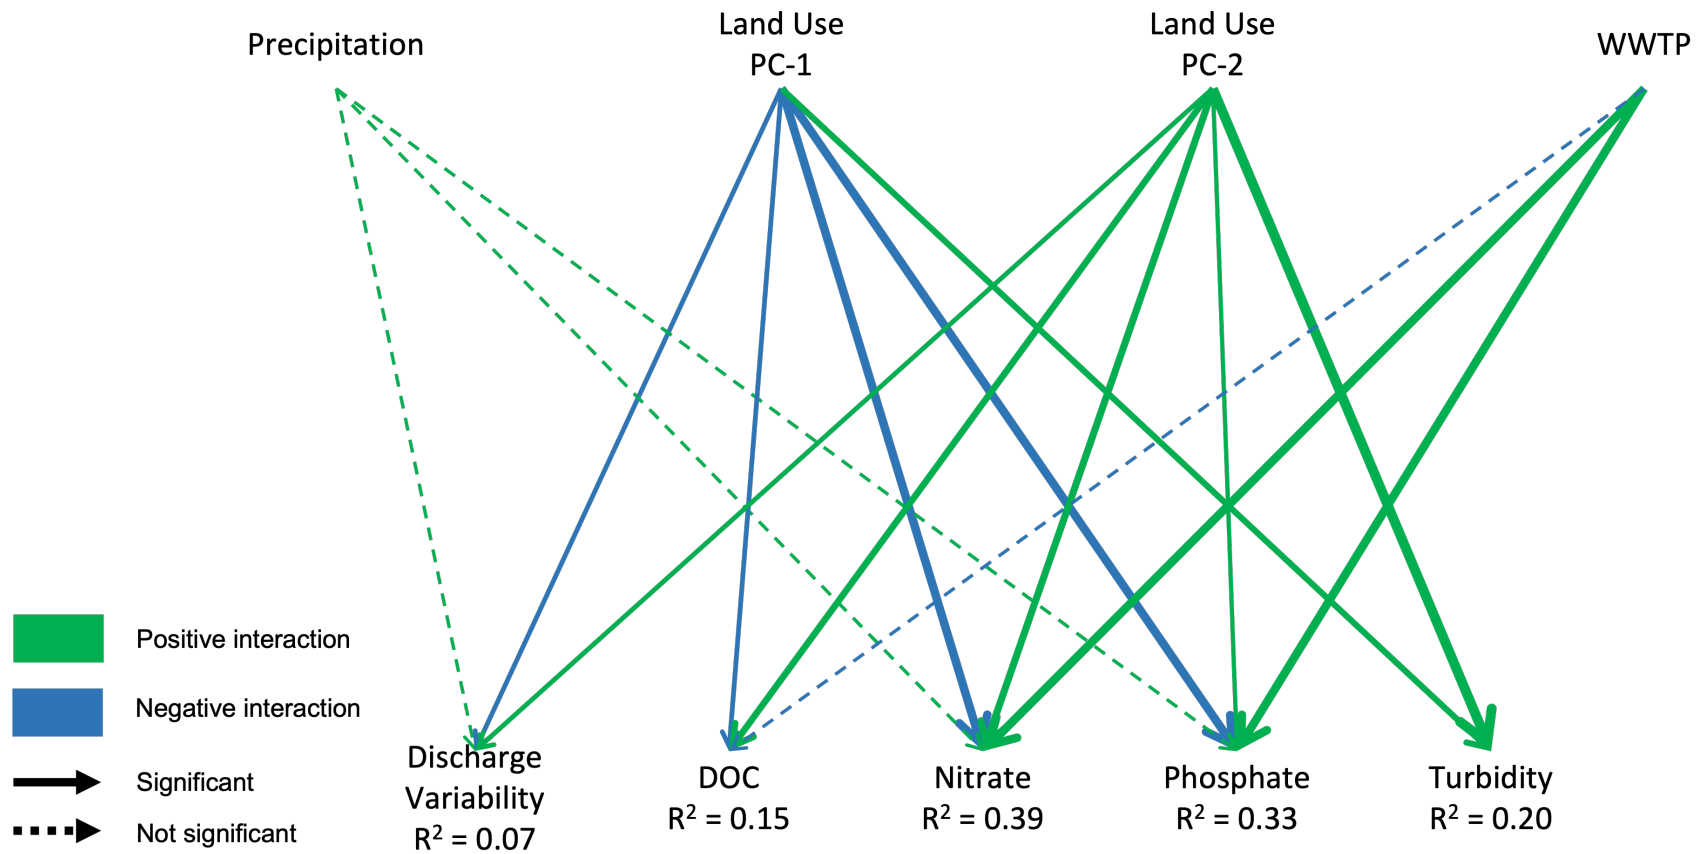 Precipitation
Land Use
PC-1
Land Use
PC-2
WWTP
Positive interaction
Negative interaction
Significant
Not significant
Discharge
Variability
R² = 0.07
DOC
R² = 0.15
Nitrate
R² = 0.39
Phosphate
R² = 0.33
Turbidity
R² = 0.20